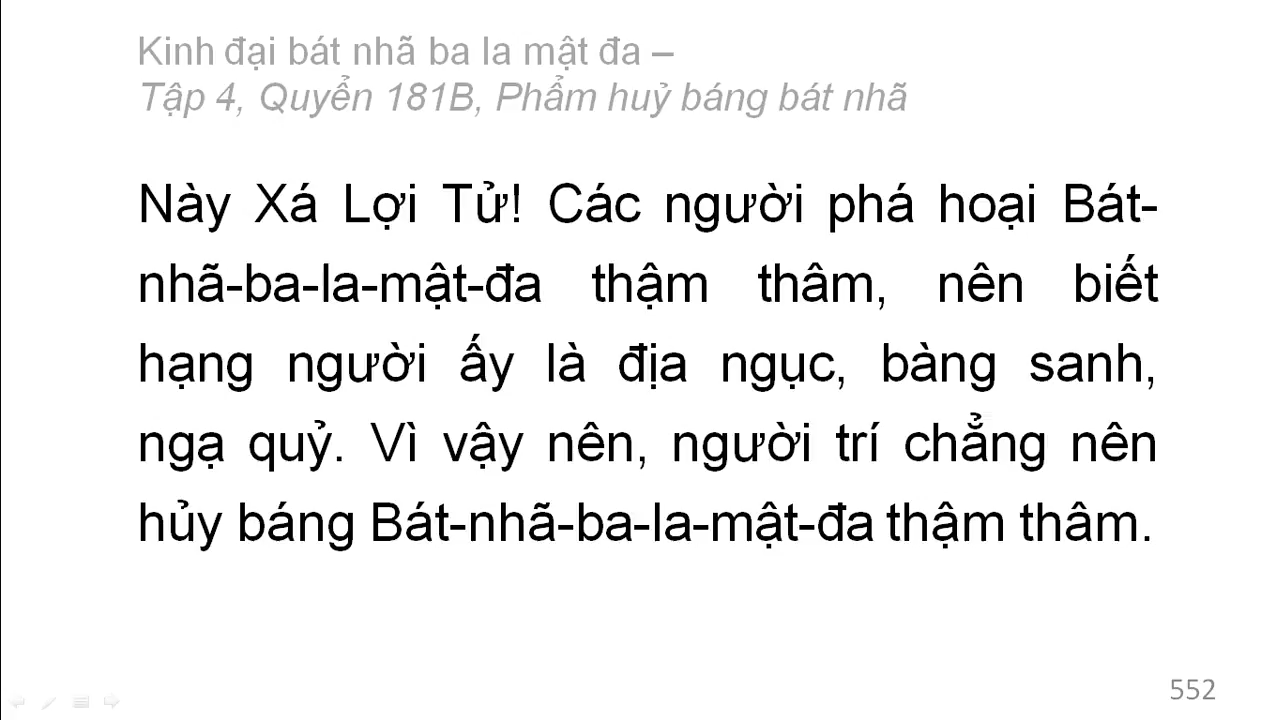 Kinh đại bát nhã ba la mật đa –
Tập 4, Quyển 181B, Phẩm huỷ báng bát nhã
Này Xá Lợi Tử! Các người phá hoại Bát-
nhã-ba-la-mật-đa thậm thâm, nên biết
hạng người ấy là địa ngục, bàng sanh,
ngạ quỷ. Vì vậy nên, người trí chẳng nên
hủy báng Bát-nhã-ba-la-mật-đa thậm thâm.
552